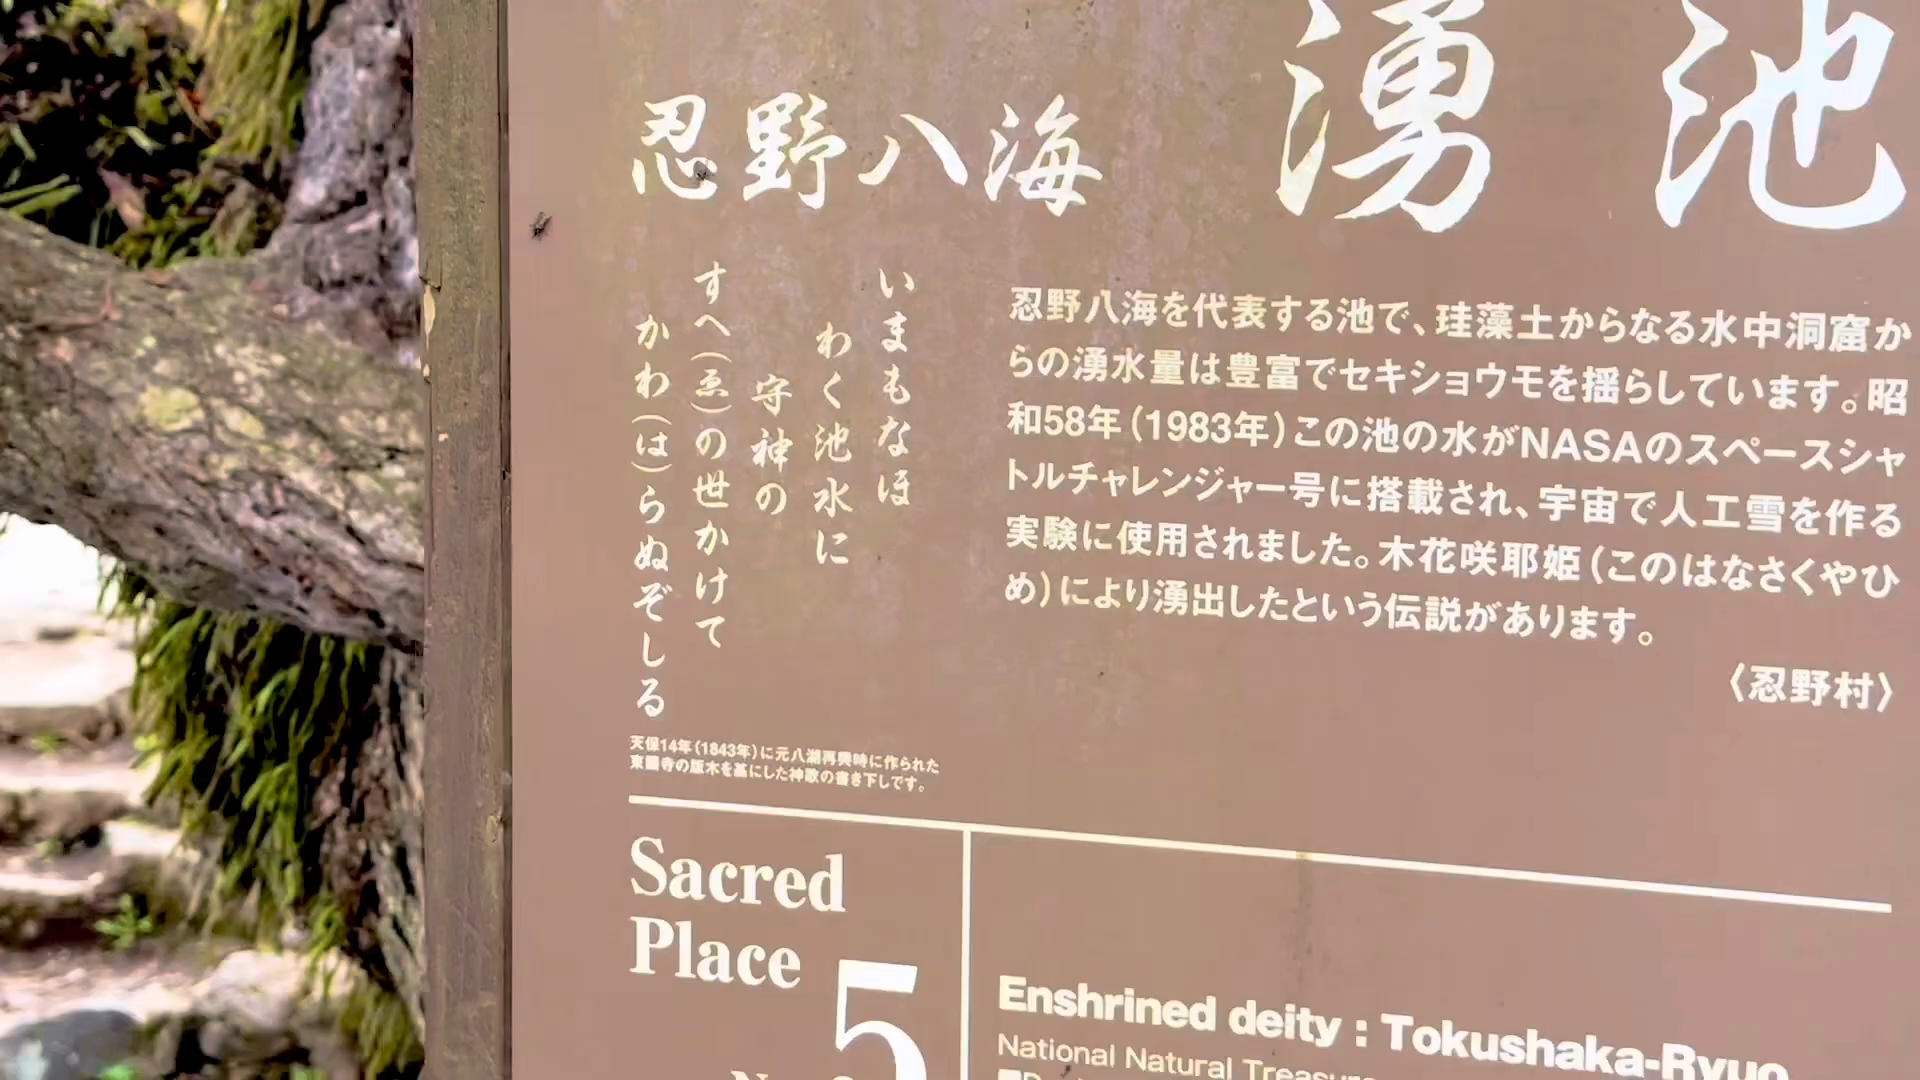 忍野八海 湧池
いまもなほ
わく池水に
守神の
すへ(ゑ)の世かけて
かわ(は)らぬぞしる
忍野八海を代表する池で、珪藻土からなる水中洞窟か
らの湧水量は豊富でセキショウモを揺らしています。昭
和58年(1983年)この池の水がNASAのスペースシャ
トルチャレンジャー号に搭載され、宇宙で人工雪を作る
実験に使用されました。木花咲耶姫(このはなさくやひ
め)により湧出したという伝説があります。
〈忍野村〉
天保14年(1843年)に元八湖再興時に作られた
東圓寺の版木を基にした神歌の書き下しです。
Sacred
Place
5
Enshrined deity : Tokushaka-Ryuo
National Natural Treasure